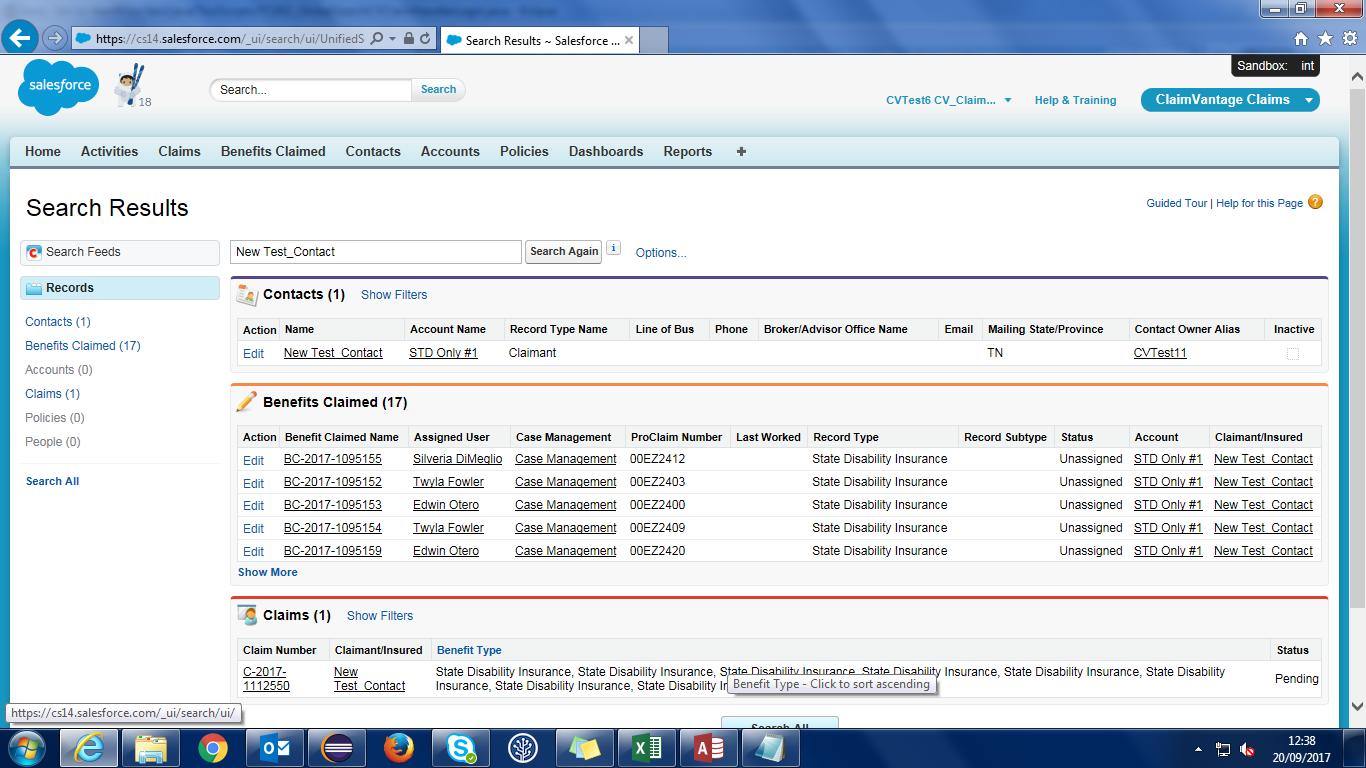 https://cs14.salesforce.com/_ui/search/ui/UnifiedS
Search Results ~ Salesforce ...
Sandbox: int
salesforce
18
Search...
Search
CVTest6 CV_Claim...
Help & Training
ClaimVantage Claims
Home Activities Claims Benefits Claimed Contacts Accounts Policies Dashboards Reports +
Search Results
Guided Tour | Help for this Page ?
Search Feeds
New Test_Contact
Search Again
i
Options...
Records
Contacts (1)
Benefits Claimed (17)
Accounts (0)
Claims (1)
Policies (0)
People (0)
Search All
Contacts (1) Show Filters
Action Name Account Name Record Type Name Line of Bus Phone Broker/Advisor Office Name Email Mailing State/Province Contact Owner Alias Inactive
Edit New Test_Contact STD Only #1 Claimant TN CVTest11
Benefits Claimed (17)
Action Benefit Claimed Name Assigned User Case Management ProClaim Number Last Worked Record Type Record Subtype Status Account Claimant/Insured
Edit BC-2017-1095155 Silveria DiMeglio Case Management 00EZ2412 State Disability Insurance Unassigned STD Only #1 New Test_Contact
Edit BC-2017-1095152 Twyla Fowler Case Management 00EZ2403 State Disability Insurance Unassigned STD Only #1 New Test_Contact
Edit BC-2017-1095153 Edwin Otero Case Management 00EZ2400 State Disability Insurance Unassigned STD Only #1 New Test_Contact
Edit BC-2017-1095154 Twyla Fowler Case Management 00EZ2409 State Disability Insurance Unassigned STD Only #1 New Test_Contact
Edit BC-2017-1095159 Edwin Otero Case Management 00EZ2420 State Disability Insurance Unassigned STD Only #1 New Test_Contact
Show More
Claims (1) Show Filters
Claim Number Claimant/Insured Benefit Type Status
C-2017-1112550 New Test_Contact State Disability Insurance, State Disability Insurance, State Disability Insurance, State Disability Insurance, State Disability Insurance, State Disability Pending
Insurance, State Disability Insurance, State Disability In
Benefit Type - Click to sort ascending
https://cs14.salesforce.com/_ui/search/ui/
Search All
12:38
20/09/2017